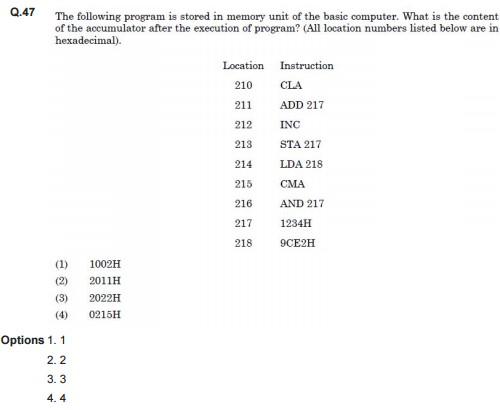 Q.47 The following program is stored in memory unit of the basic computer. What is the content
of the accumulator after the execution of program? (All location numbers listed below are in
hexadecimal).
Location Instruction
210 CLA
211 ADD 217
212 INC
213 STA 217
214 LDA 218
215 CMA
216 AND 217
217 1234H
218 9CE2H
(1) 1002H
(2) 2011H
(3) 2022H
(4) 0215H
Options 1. 1
2. 2
3. 3
4. 4